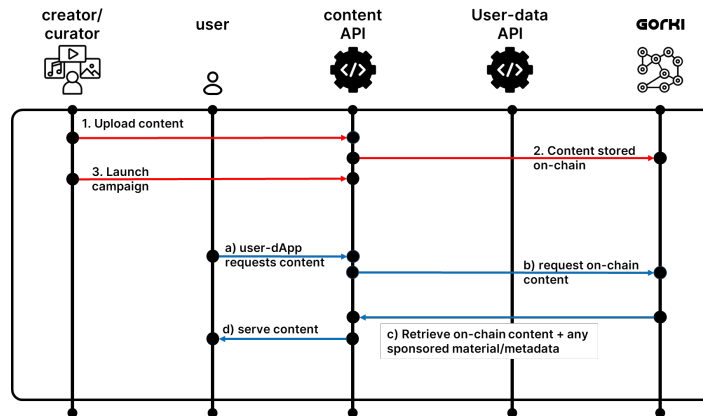 creator/
curator
user
content
API
User-data
API
GORKI
</>
</>
1. Upload content
2. Content stored
on-chain
3. Launch
campaign
a) user-dApp
requests content
b) request on-chain
content
c) Retrieve on-chain content + any
sponsored material/metadata
d) serve content